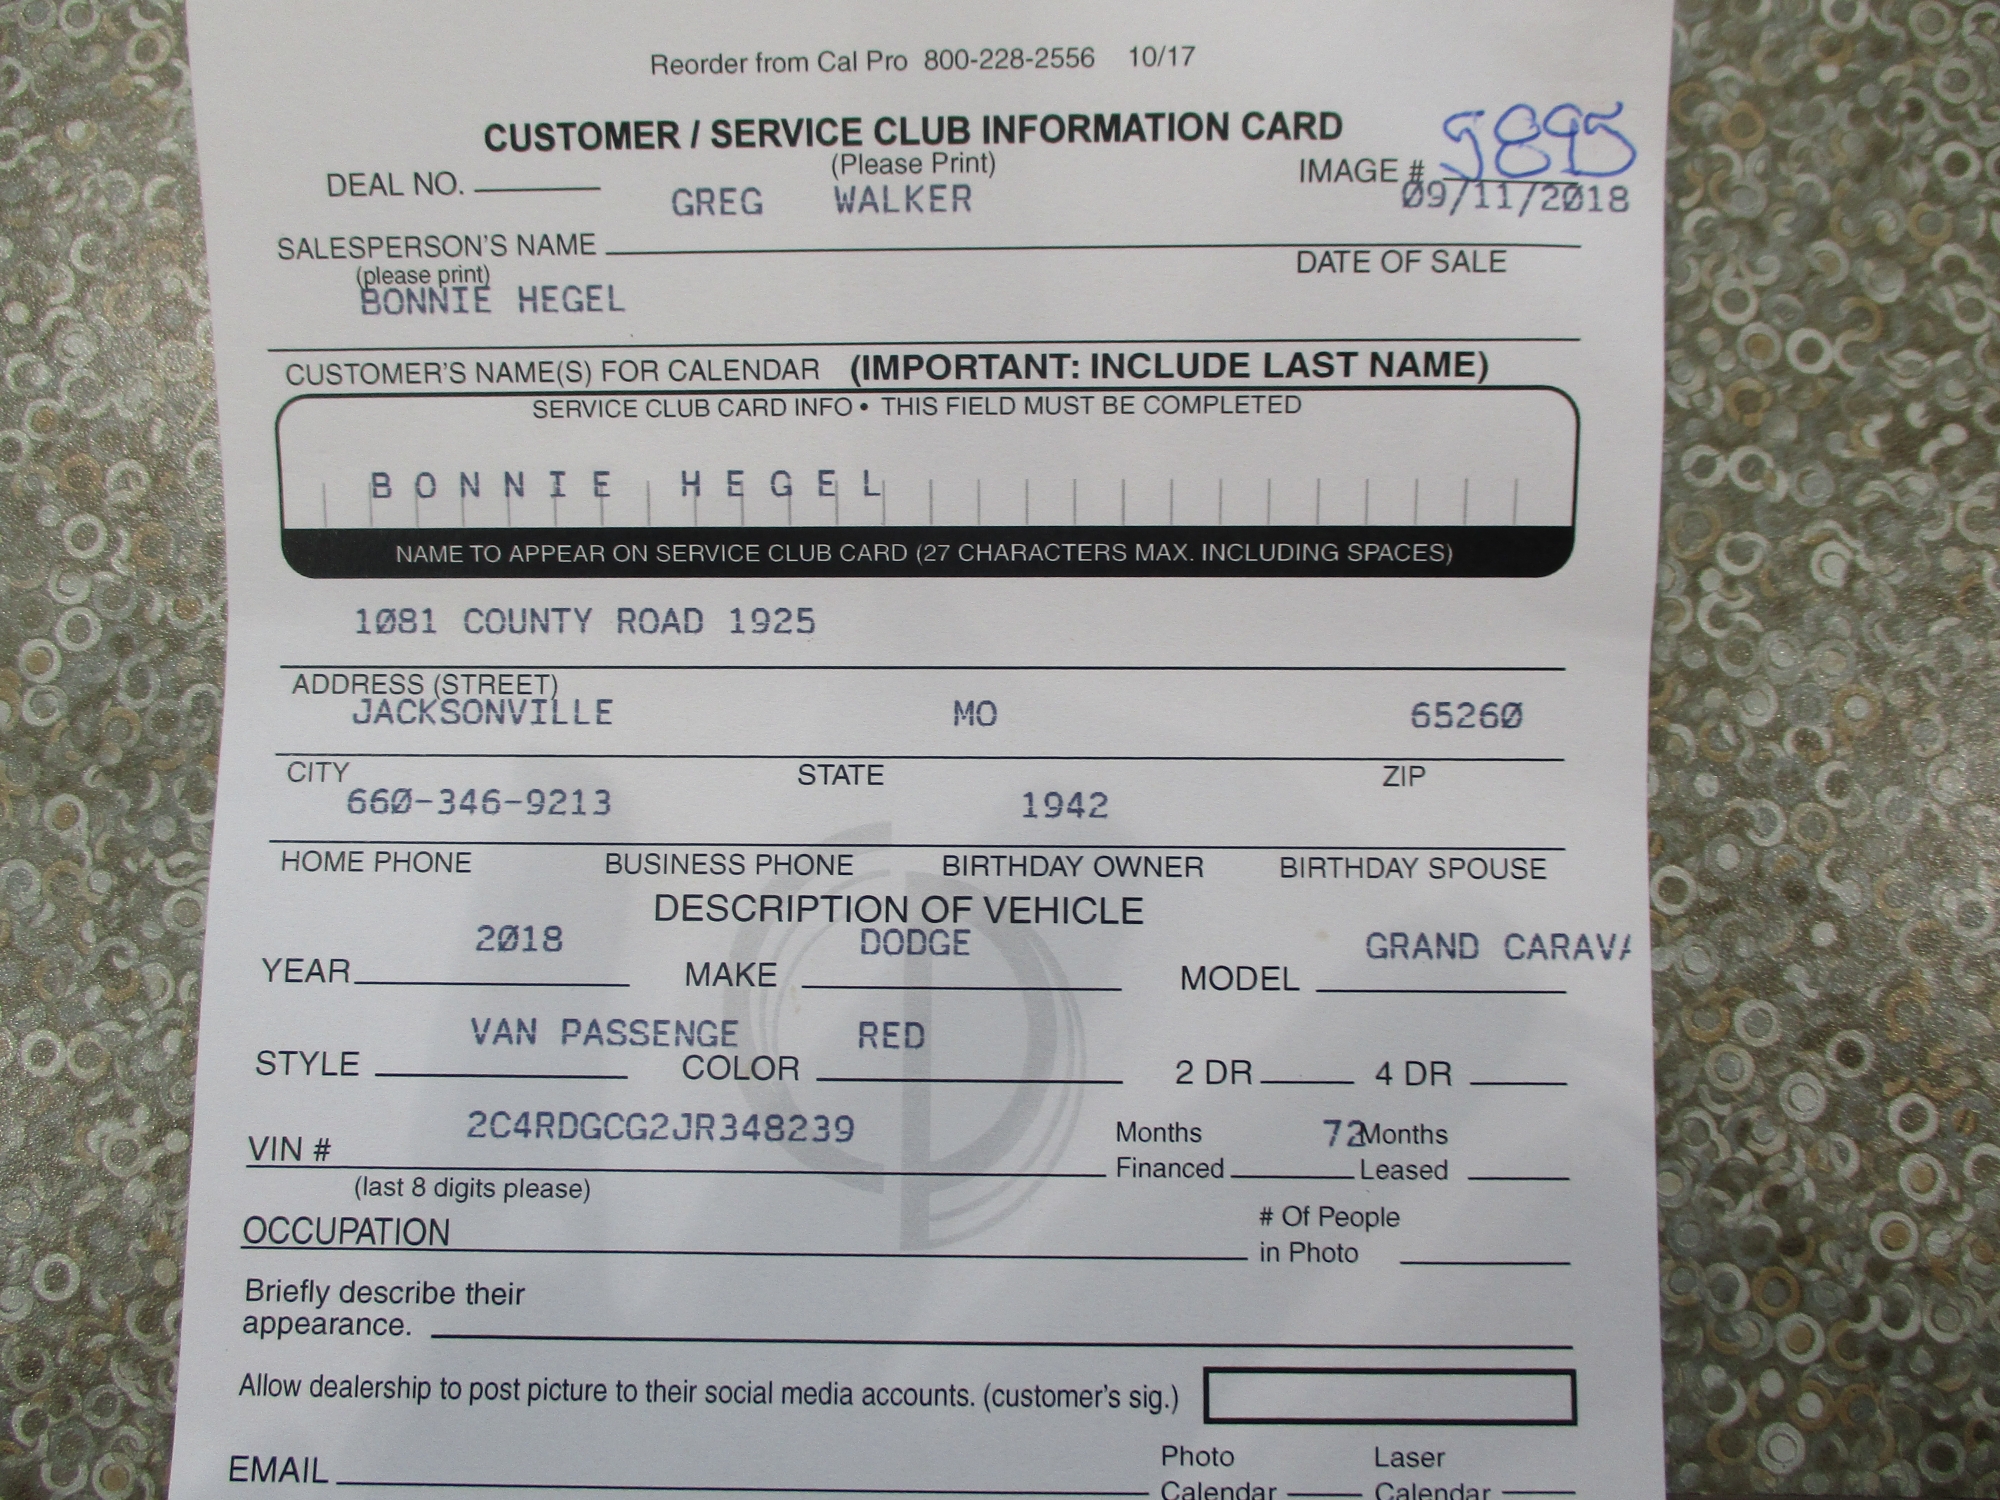 Reorder from Cal Pro 800-228-2556 10/17
CUSTOMER / SERVICE CLUB INFORMATION CARD
(Please Print)
DEAL NO. IMAGE # 9895
GREG WALKER 09/11/2018
SALESPERSON'S NAME DATE OF SALE
(please print)
BONNIE HEGEL
CUSTOMER'S NAME(S) FOR CALENDAR (IMPORTANT: INCLUDE LAST NAME)
SERVICE CLUB CARD INFO • THIS FIELD MUST BE COMPLETED
BONNIE HEGEL
NAME TO APPEAR ON SERVICE CLUB CARD (27 CHARACTERS MAX. INCLUDING SPACES)
1081 COUNTY ROAD 1925
ADDRESS (STREET)
JACKSONVILLE MO 65260
CITY STATE ZIP
660-346-9213 1942
HOME PHONE BUSINESS PHONE BIRTHDAY OWNER BIRTHDAY SPOUSE
DESCRIPTION OF VEHICLE
2018 DODGE GRAND CARAVA
YEAR MAKE MODEL
VAN PASSENGE RED
STYLE COLOR 2 DR 4 DR
2C4RDGCG2JR348239 Months 72 Months
VIN # Financed Leased
(last 8 digits please)
OCCUPATION # Of People
in Photo
Briefly describe their
appearance.
Allow dealership to post picture to their social media accounts. (customer's sig.)
Photo Laser
EMAIL Calendar Calendar